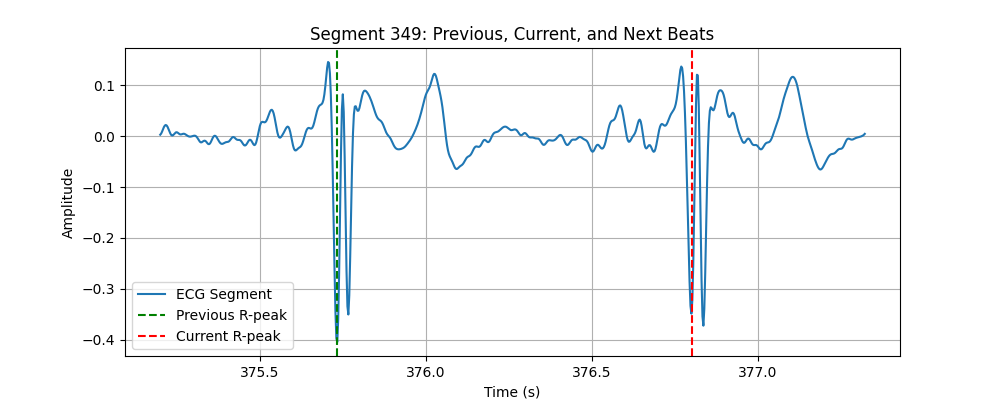 Segment 349: Previous, Current, and Next Beats
Amplitude
0.1
0.0
−0.1
−0.2
−0.3
−0.4
ECG Segment
Previous R-peak
Current R-peak
375.5 376.0 376.5 377.0
Time (s)